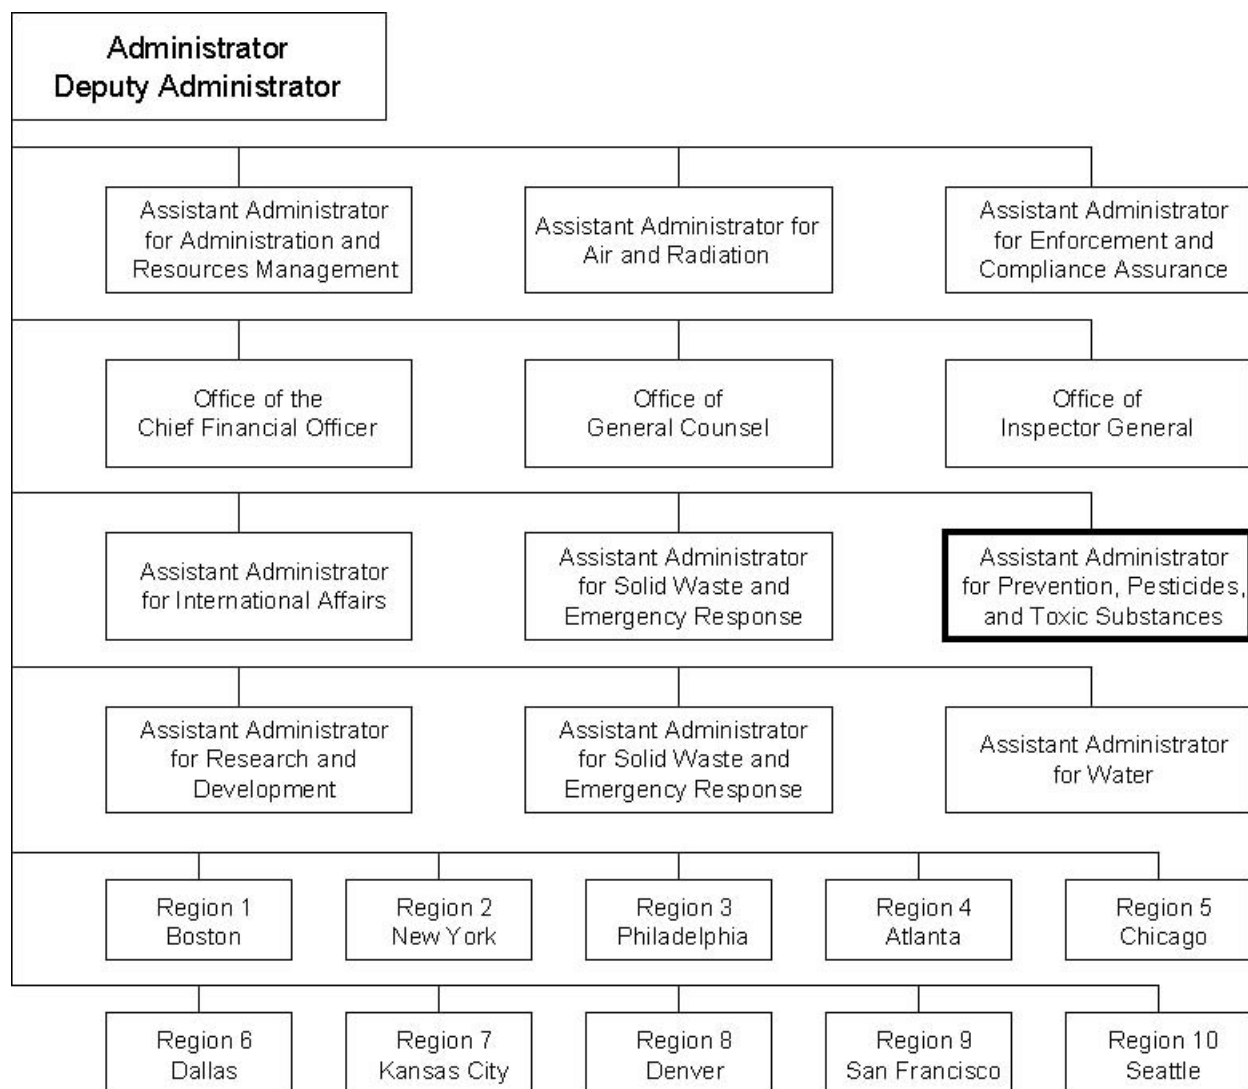 Administrator
Deputy Administrator
Assistant Administrator
for Administration and
Resources Management
Assistant Administrator for
Air and Radiation
Assistant Administrator
for Enforcement and
Compliance Assurance
Office of the
Chief Financial Officer
Office of
General Counsel
Office of
Inspector General
Assistant Administrator
for International Affairs
Assistant Administrator
for Solid Waste and
Emergency Response
Assistant Administrator
for Prevention, Pesticides,
and Toxic Substances
Assistant Administrator
for Research and
Development
Assistant Administrator
for Solid Waste and
Emergency Response
Assistant Administrator
for Water
Region 1
Boston
Region 2
New York
Region 3
Philadelphia
Region 4
Atlanta
Region 5
Chicago
Region 6
Dallas
Region 7
Kansas City
Region 8
Denver
Region 9
San Francisco
Region 10
Seattle